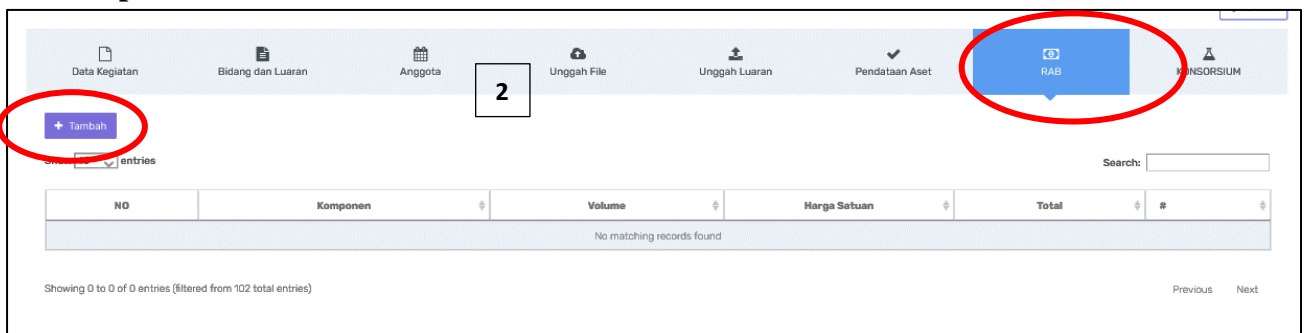 Data Kegiatan
Bidang dan Luaran
Anggota
Unggah File
Unggah Luaran
Pendataan Aset
RAB
KONSORSIUM
2
+ Tambah
entries
Search:
NO Komponen Volume Harga Satuan Total #
No matching records found
Showing 0 to 0 of 0 entries (filtered from 102 total entries)
Previous Next